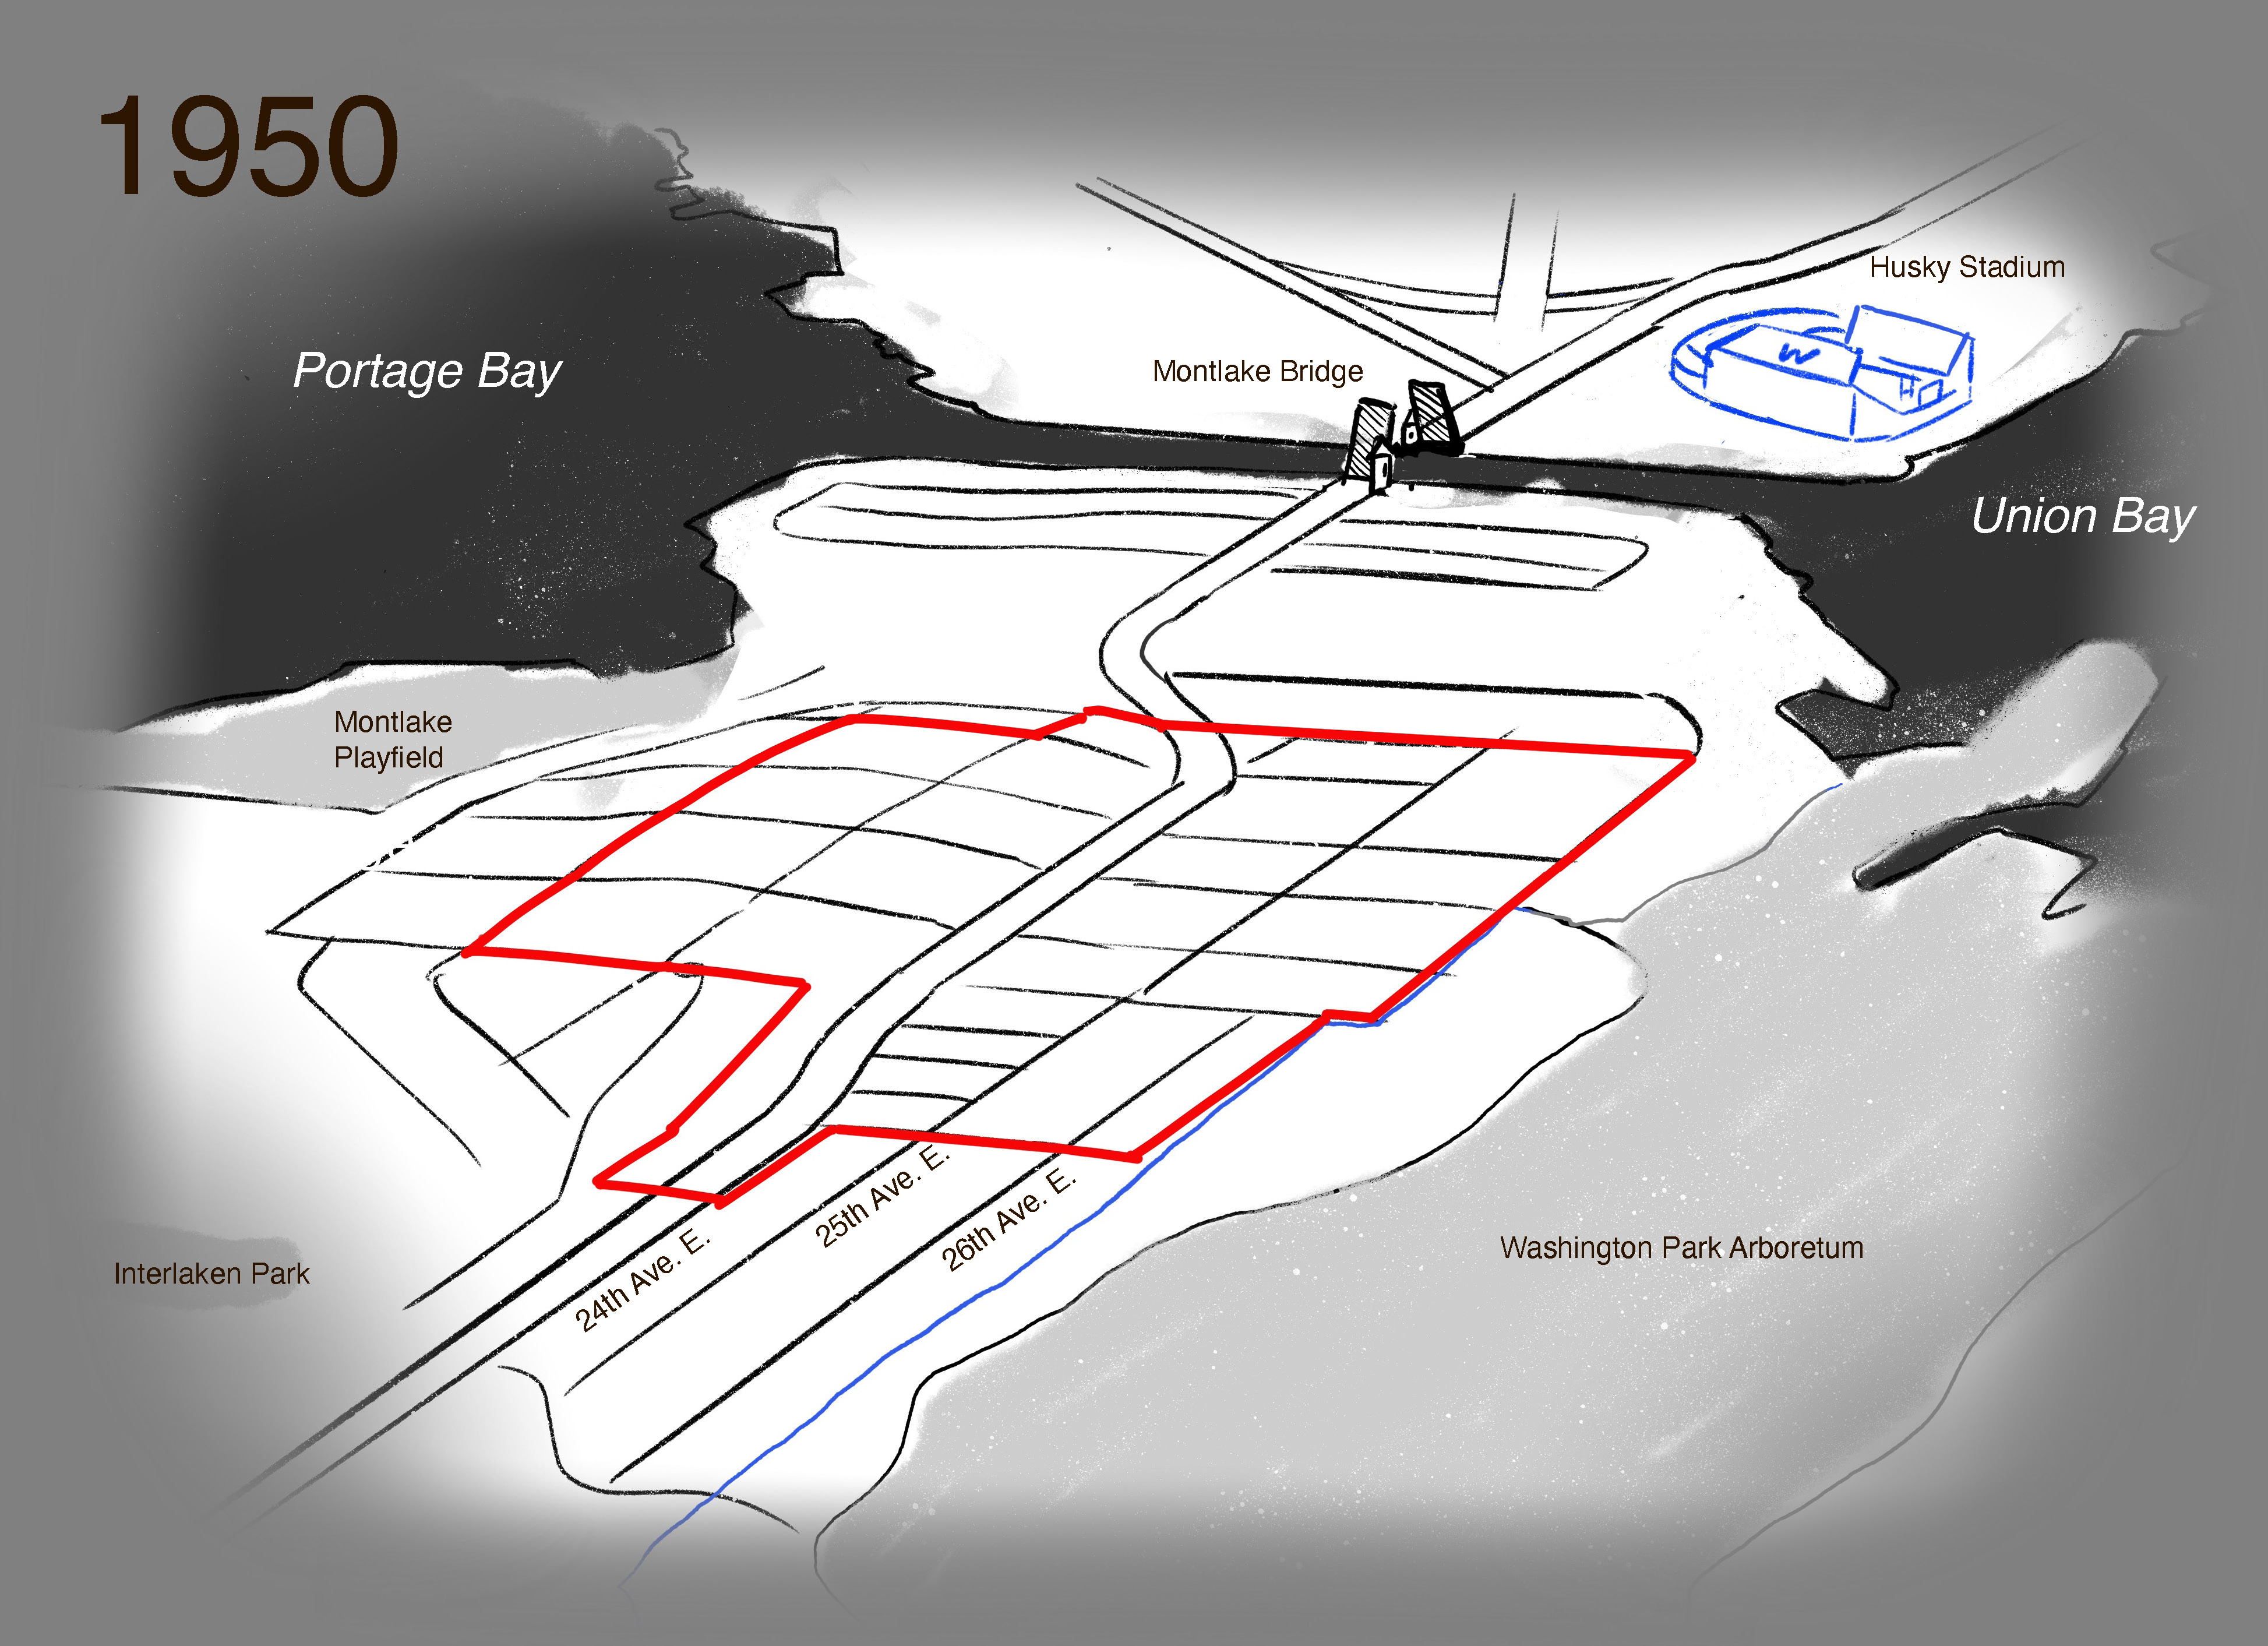 1950
Husky Stadium
W
Montlake Bridge
Portage Bay
Union Bay
Montlake
Playfield
25th Ave. E.
26th Ave. E.
24th Ave. E.
Interlaken Park
Washington Park Arboretum